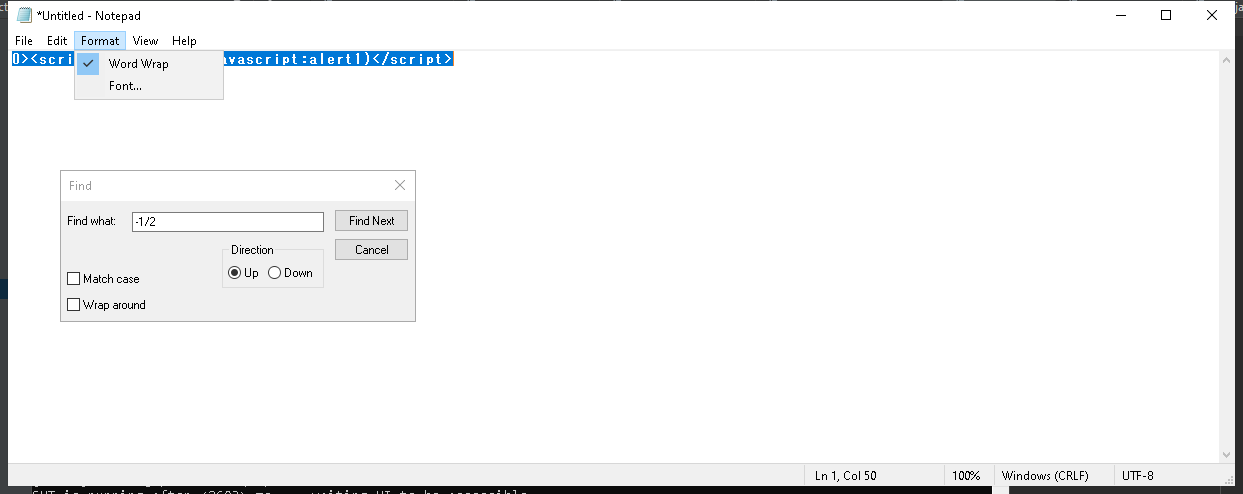 *Untitled - Notepad
File Edit Format View Help
0><scri avascript:alert1)</script>
Word Wrap
Font...
Find
Find what: -1/2 Find Next
Direction Cancel
Up Down
Match case
Wrap around
Ln 1, Col 50 100% Windows (CRLF) UTF-8